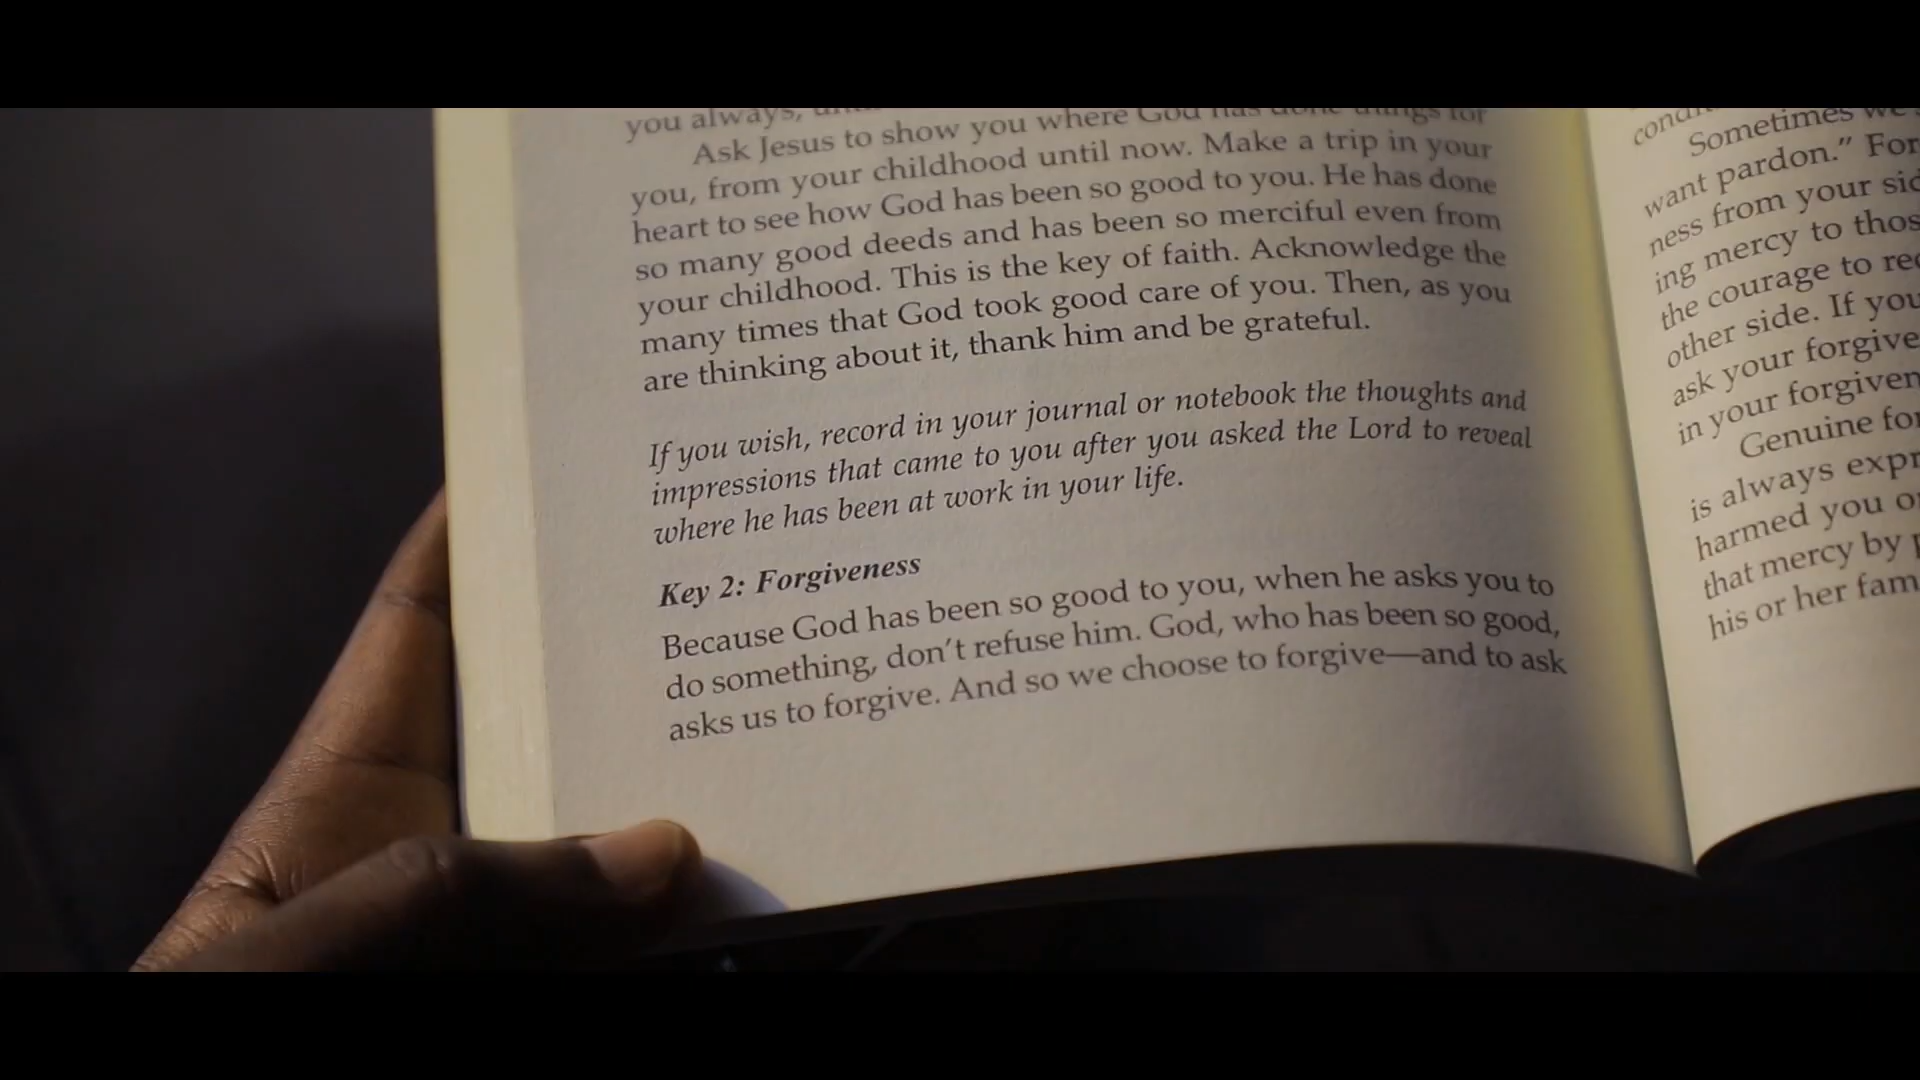 you always,
Ask Jesus to show you where God has done things for
you, from your childhood until now. Make a trip in your
heart to see how God has been so good to you. He has done
so many good deeds and has been so merciful even from
your childhood. This is the key of faith. Acknowledge the
many times that God took good care of you. Then, as you
are thinking about it, thank him and be grateful.
If you wish, record in your journal or notebook the thoughts and
impressions that came to you after you asked the Lord to reveal
where he has been at work in your life.
Key 2: Forgiveness
Because God has been so good to you, when he asks you to
do something, don't refuse him. God, who has been so good,
asks us to forgive. And so we choose to forgive—and to ask
Sometimes we
want pardon." For
ness from your sid
ing mercy to thos
the courage to rec
other side. If you
ask your forgive
in your forgiven
Genuine for
is always expr
harmed you or
that mercy by p
his or her fam